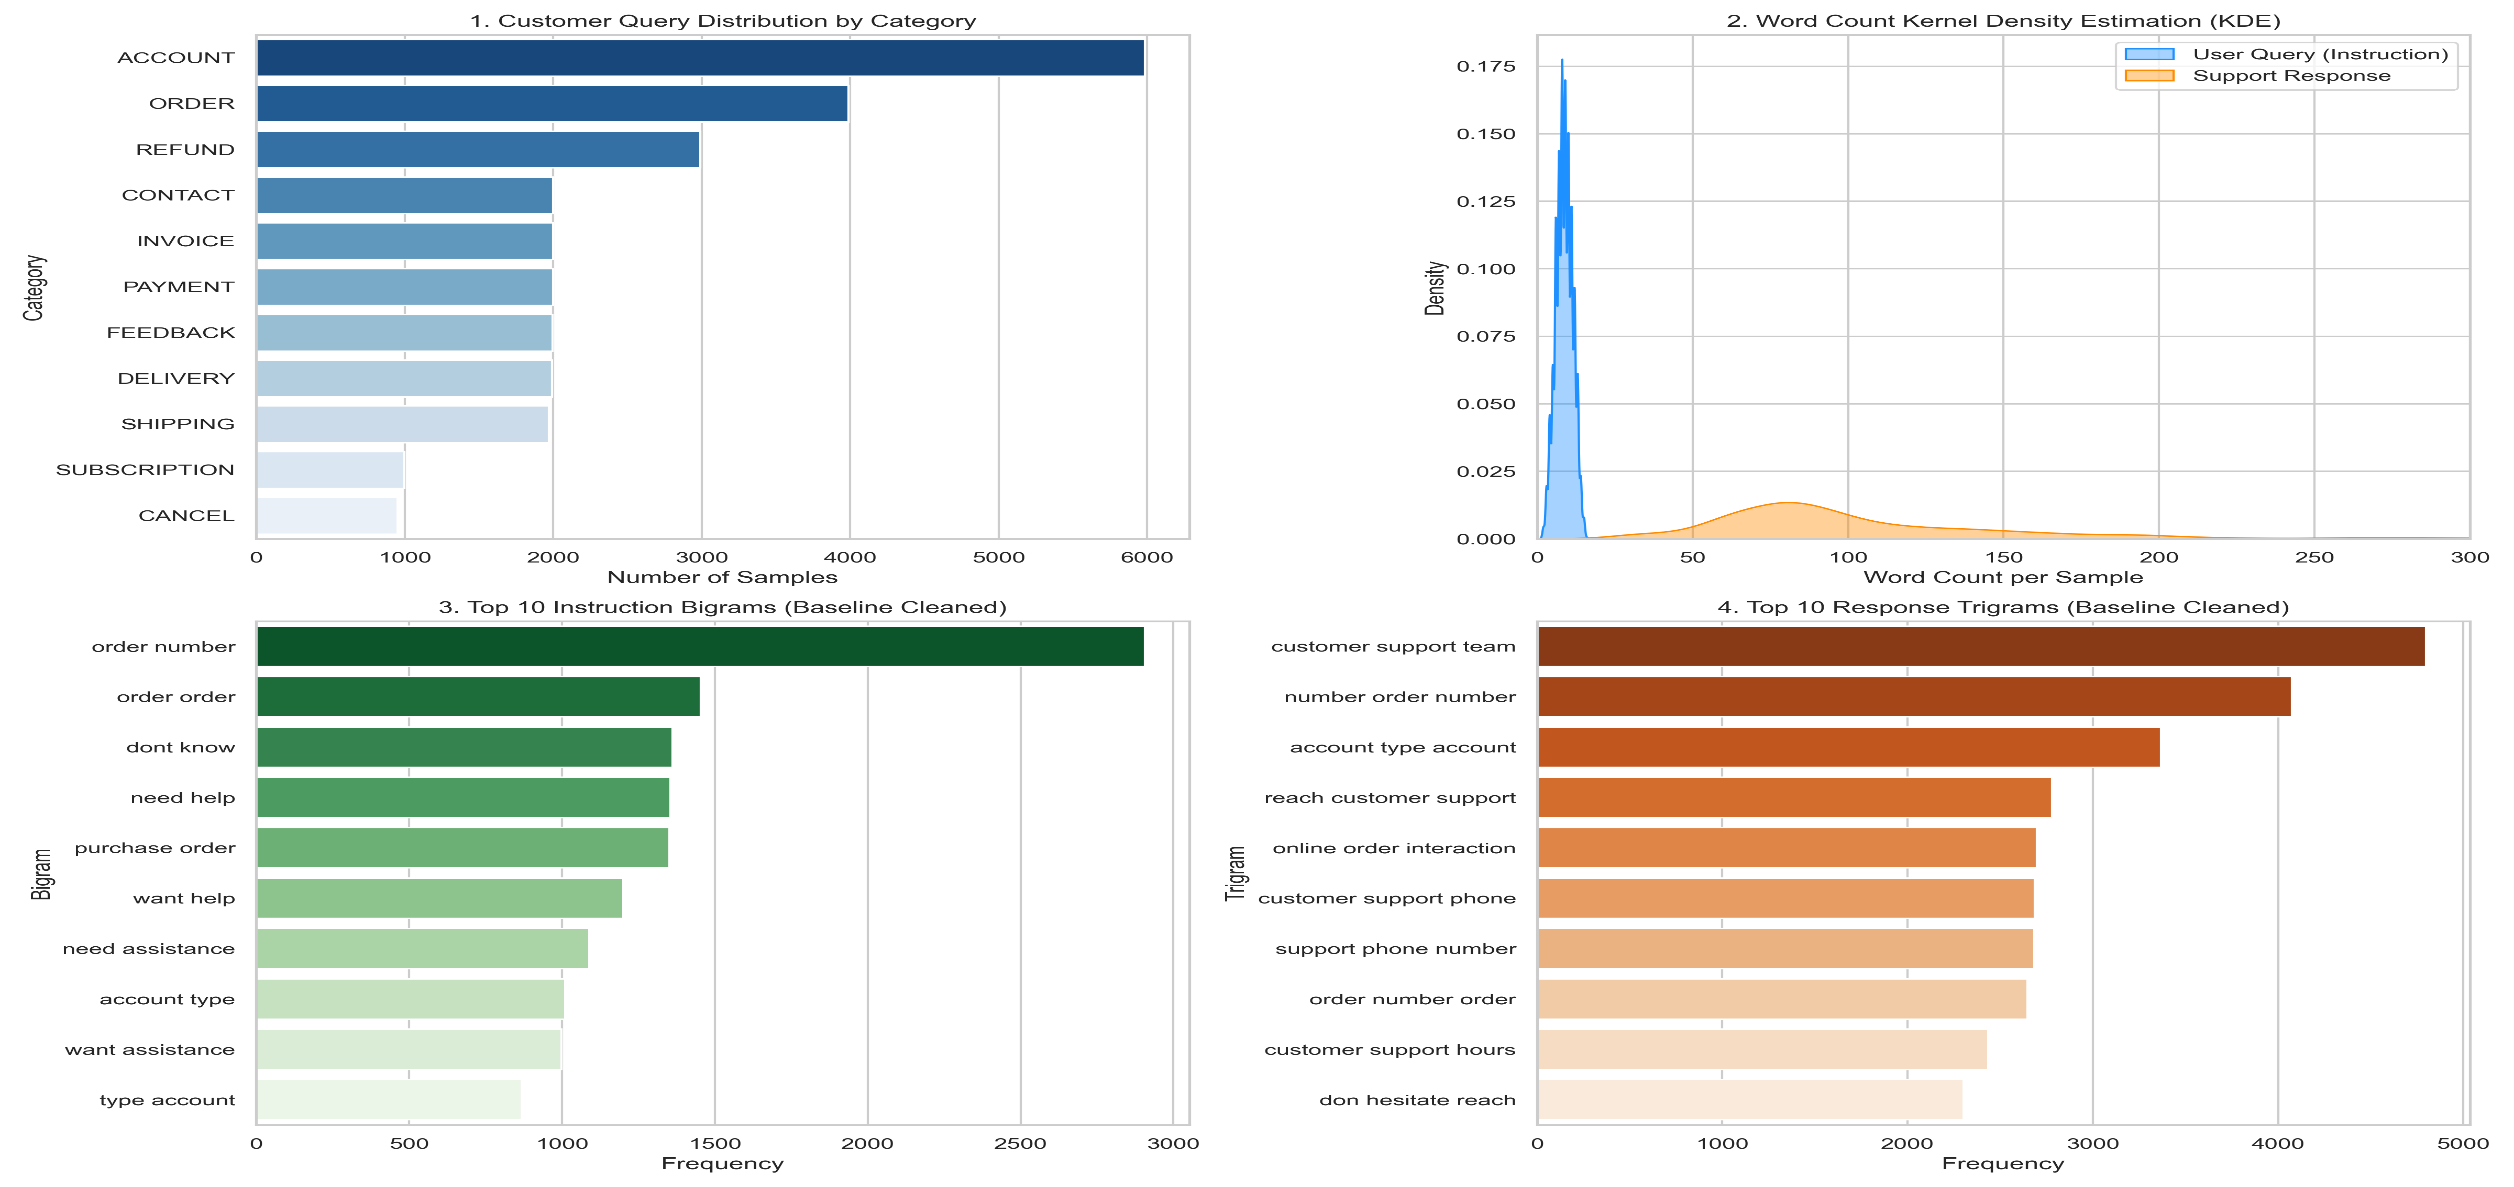 1. Customer Query Distribution by Category
Category
ACCOUNT
ORDER
REFUND
CONTACT
INVOICE
PAYMENT
FEEDBACK
DELIVERY
SHIPPING
SUBSCRIPTION
CANCEL
0 1000 2000 3000 4000 5000 6000
Number of Samples
2. Word Count Kernel Density Estimation (KDE)
User Query (Instruction)
Support Response
Density
0.175
0.150
0.125
0.100
0.075
0.050
0.025
0.000
0 50 100 150 200 250 300
Word Count per Sample
3. Top 10 Instruction Bigrams (Baseline Cleaned)
Bigram
order number
order order
dont know
need help
purchase order
want help
need assistance
account type
want assistance
type account
0 500 1000 1500 2000 2500 3000
Frequency
4. Top 10 Response Trigrams (Baseline Cleaned)
Trigram
customer support team
number order number
account type account
reach customer support
online order interaction
customer support phone
support phone number
order number order
customer support hours
don hesitate reach
0 1000 2000 3000 4000 5000
Frequency